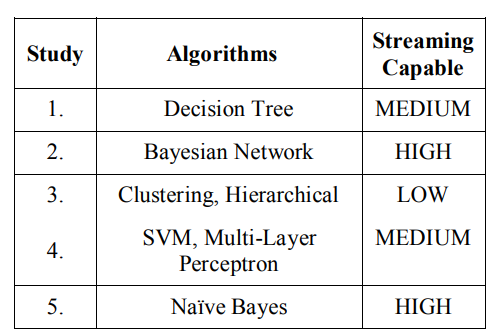 Study Algorithms Streaming Capable
1. Decision Tree MEDIUM
2. Bayesian Network HIGH
3. Clustering, Hierarchical LOW
4. SVM, Multi-Layer Perceptron MEDIUM
5. Naïve Bayes HIGH